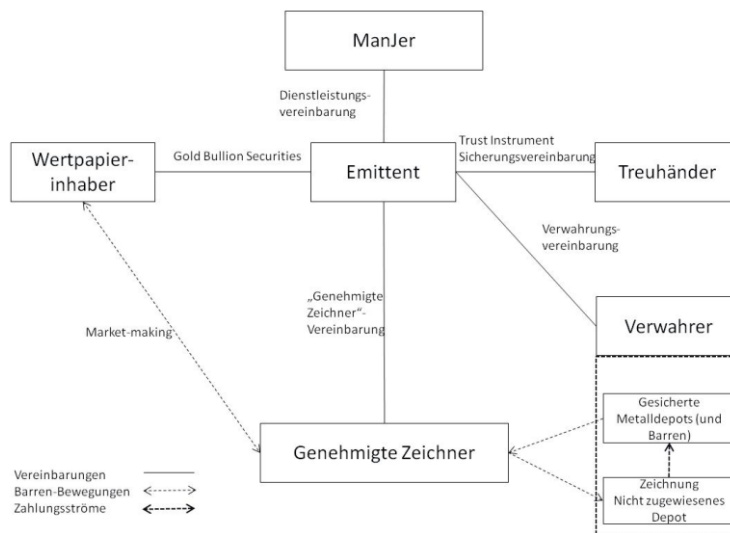 ManJer
Dienstleistungs-
vereinbarung
Wertpapier-
inhaber
Gold Bullion Securities
Emittent
Trust Instrument
Sicherungsvereinbarung
Treuhänder
Verwahrungs-
vereinbarung
„Genehmigte
Zeichner“-
Vereinbarung
Market-making
Verwahrer
Gesicherte
Metalldepots (und
Barren)
Genehmigte Zeichner
Zeichnung
Nicht zugewiesenes
Depot
Vereinbarungen
Barren-Bewegungen
Zahlungsströme